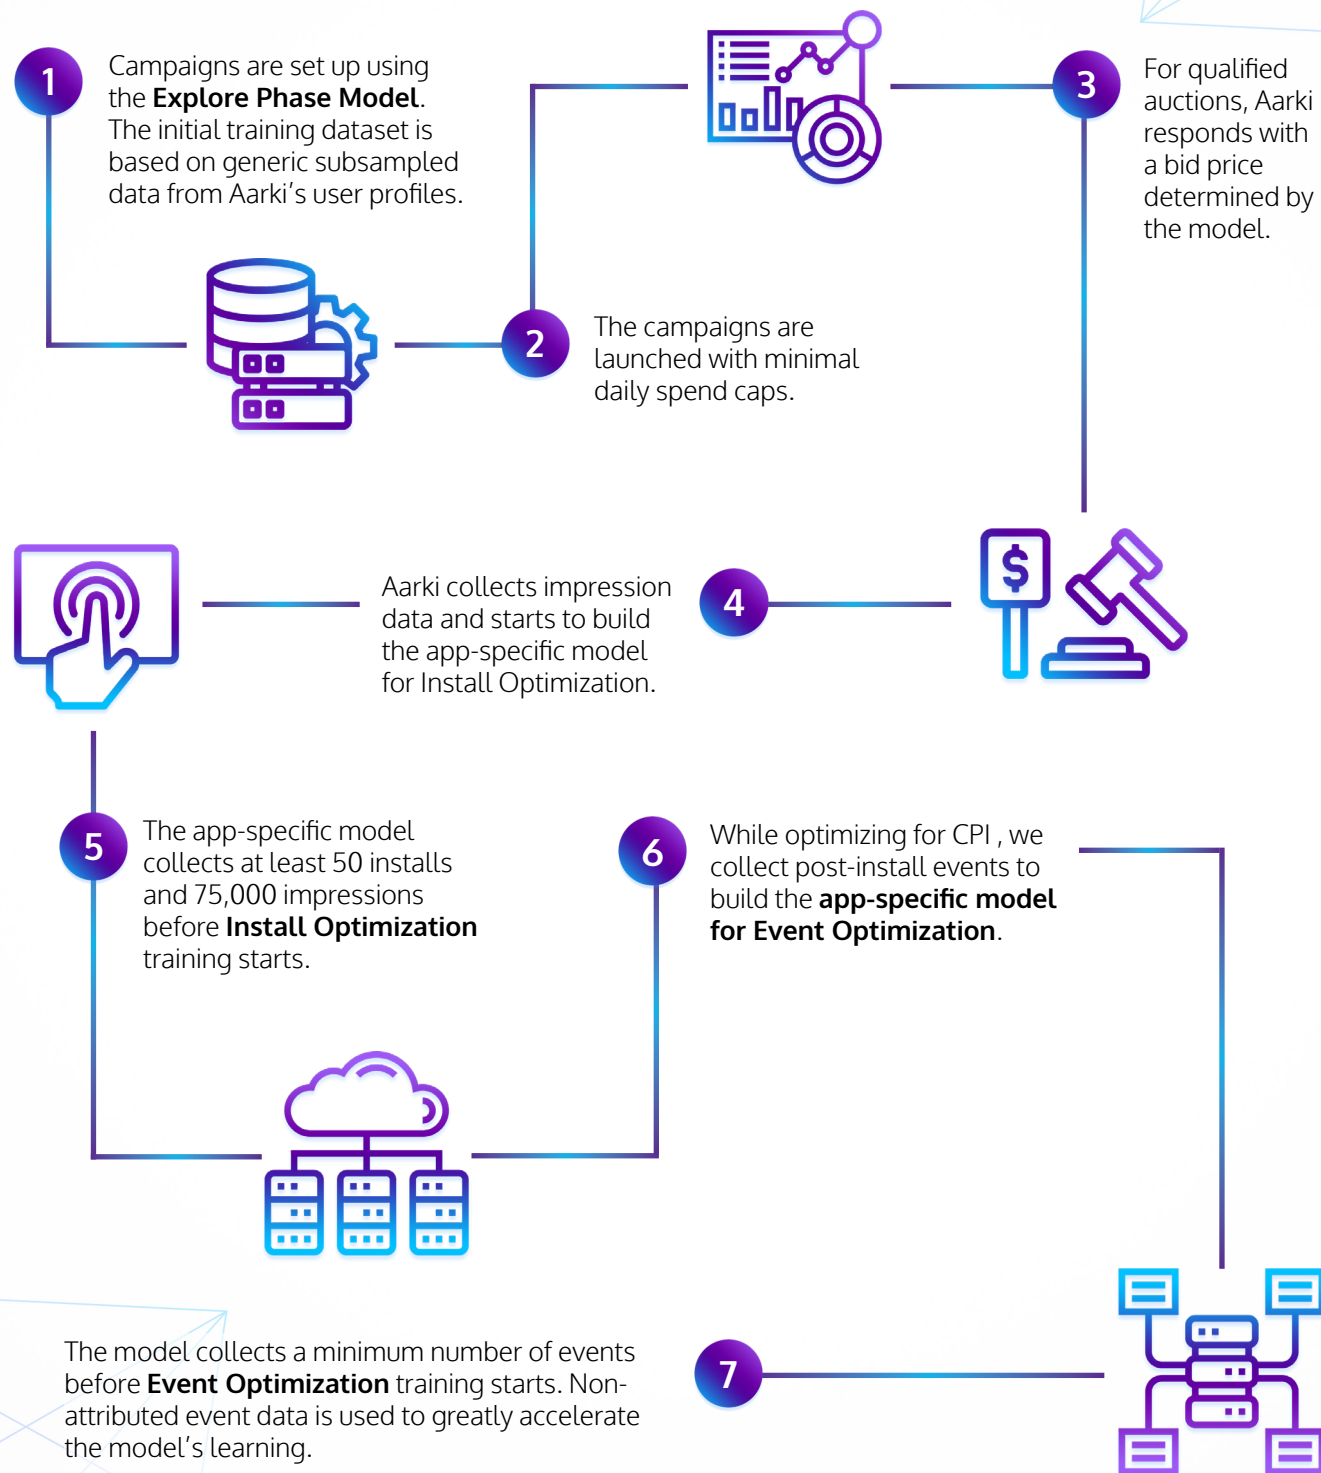 1
Campaigns are set up using
the Explore Phase Model.
The initial training dataset is
based on generic subsampled
data from Aarki’s user profiles.
2
The campaigns are
launched with minimal
daily spend caps.
3
For qualified
auctions, Aarki
responds with
a bid price
determined by
the model.
$
4
Aarki collects impression
data and starts to build
the app-specific model
for Install Optimization.
5
The app-specific model
collects at least 50 installs
and 75,000 impressions
before Install Optimization
training starts.
6
While optimizing for CPI , we
collect post-install events to
build the app-specific model
for Event Optimization.
7
The model collects a minimum number of events
before Event Optimization training starts. Non-
attributed event data is used to greatly accelerate
the model’s learning.